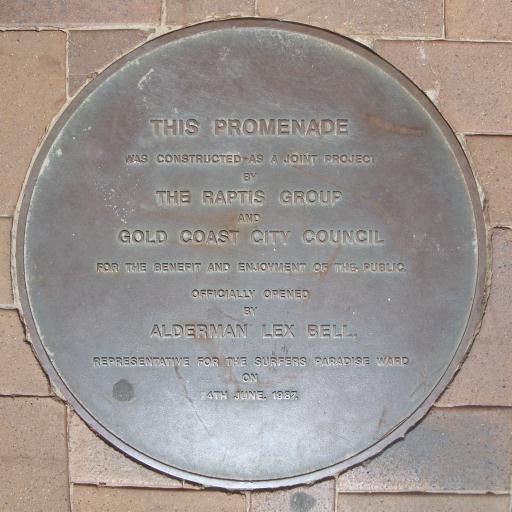 THIS PROMENADE
WAS CONSTRUCTED AS A JOINT PROJECT
BY
THE RAPTIS GROUP
AND
GOLD COAST CITY COUNCIL
FOR THE BENEFIT AND ENJOYMENT OF THE PUBLIC.
OFFICIALLY OPENED
BY
ALDERMAN LEX BELL.
REPRESENTATIVE FOR THE SURFERS PARADISE WARD
ON
JUNE, 1987.